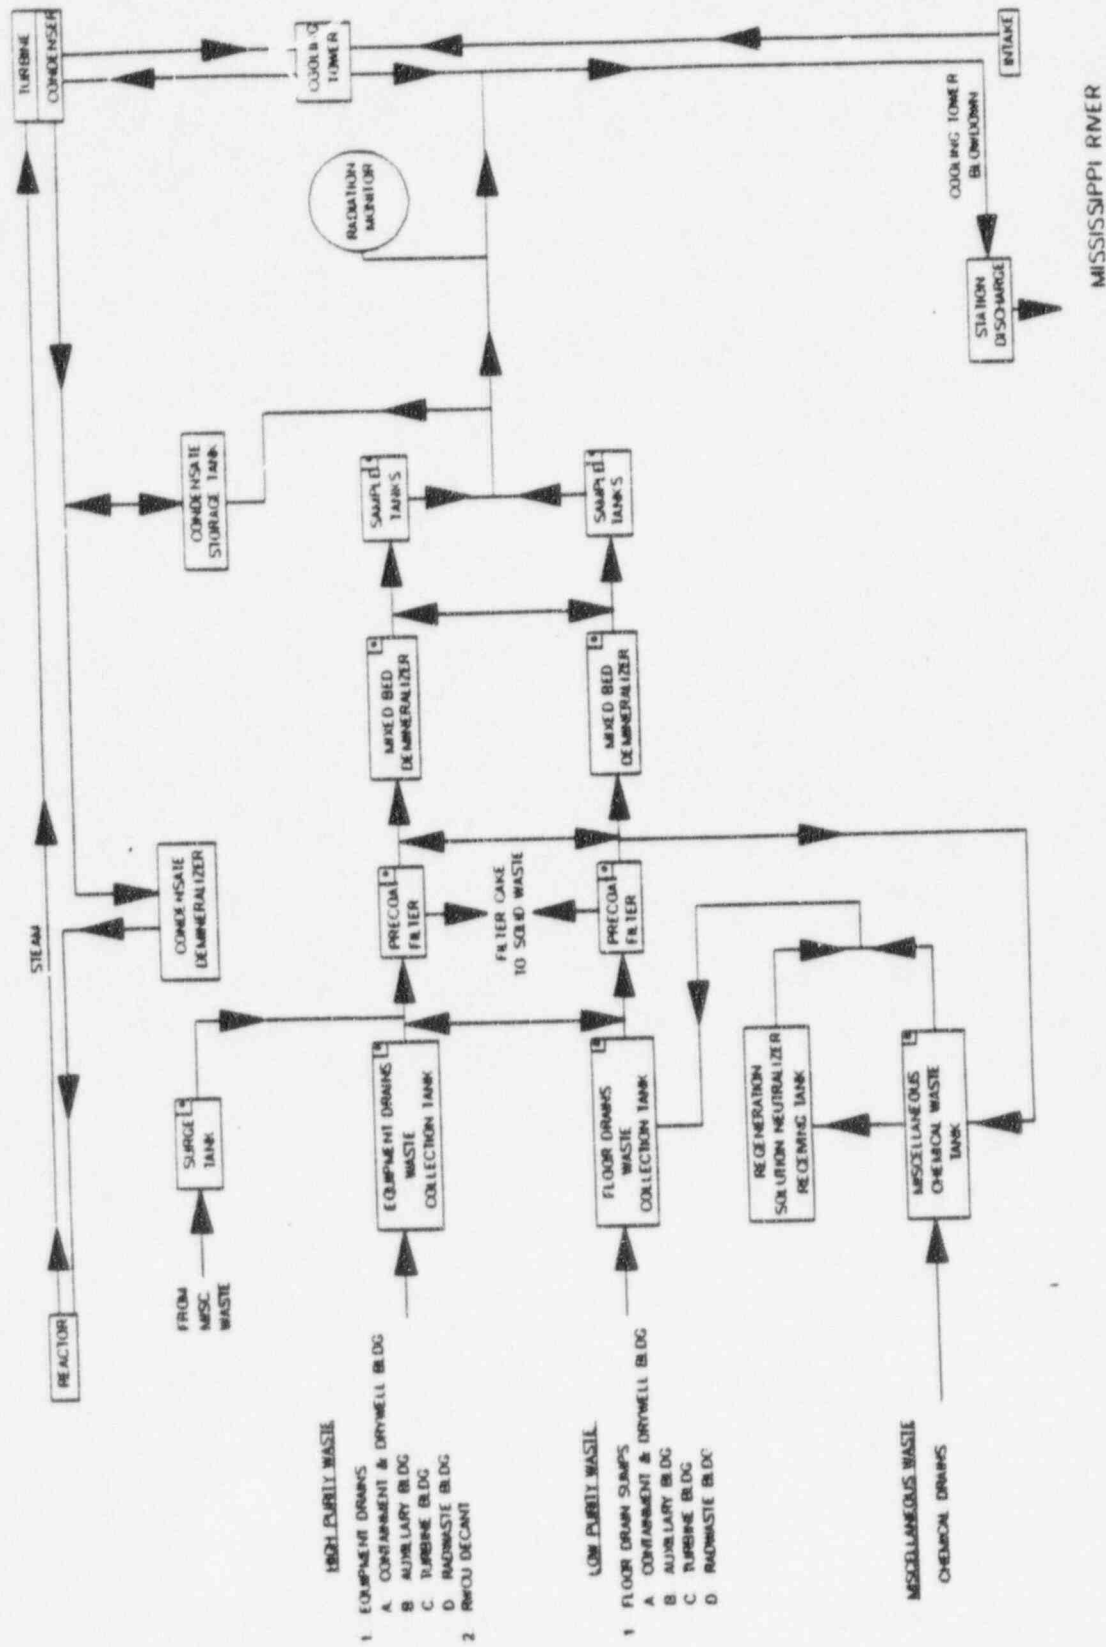 REACTOR
STEAM
TURBINE
CONDENSER
CONDENSATE
DEMINERALIZER
CONDENSATE
STORAGE TANK
COOLING
TOWER
FROM
MISC
WASTE
SURGE
TANK
RADIATION
MONITOR
HIGH PURITY WASTE
1 EQUIPMENT DRAINS
A CONTAINMENT & DRYWELL BLDG
B AUXILLARY BLDG
C TURBINE BLDG
D RADWASTE BLDG
2 RWCU DECANT
EQUIPMENT DRAINS
WASTE
COLLECTION TANK
PRECOAT
FILTER
MIXED BED
DEMINERALIZER
SAMPLE
TANKS
FILTER CAKE
TO SOLID WASTE
LOW PURITY WASTE
1 FLOOR DRAIN SUMPS
A CONTAINMENT & DRYWELL BLDG
B AUXILLARY BLDG
C TURBINE BLDG
D RADWASTE BLDG
FLOOR DRAINS
WASTE
COLLECTION TANK
PRECOAT
FILTER
MIXED BED
DEMINERALIZER
SAMPLE
TANKS
REGENERATION
SOLUTION NEUTRALIZER
RECEIVING TANK
MISCELLANEOUS WASTE
CHEMICAL DRAINS
MISCELLANEOUS
CHEMICAL WASTE
TANK
COOLING TOWER
BLOWDOWN
STATION
DISCHARGE
INTAKE
MISSISSIPPI RIVER